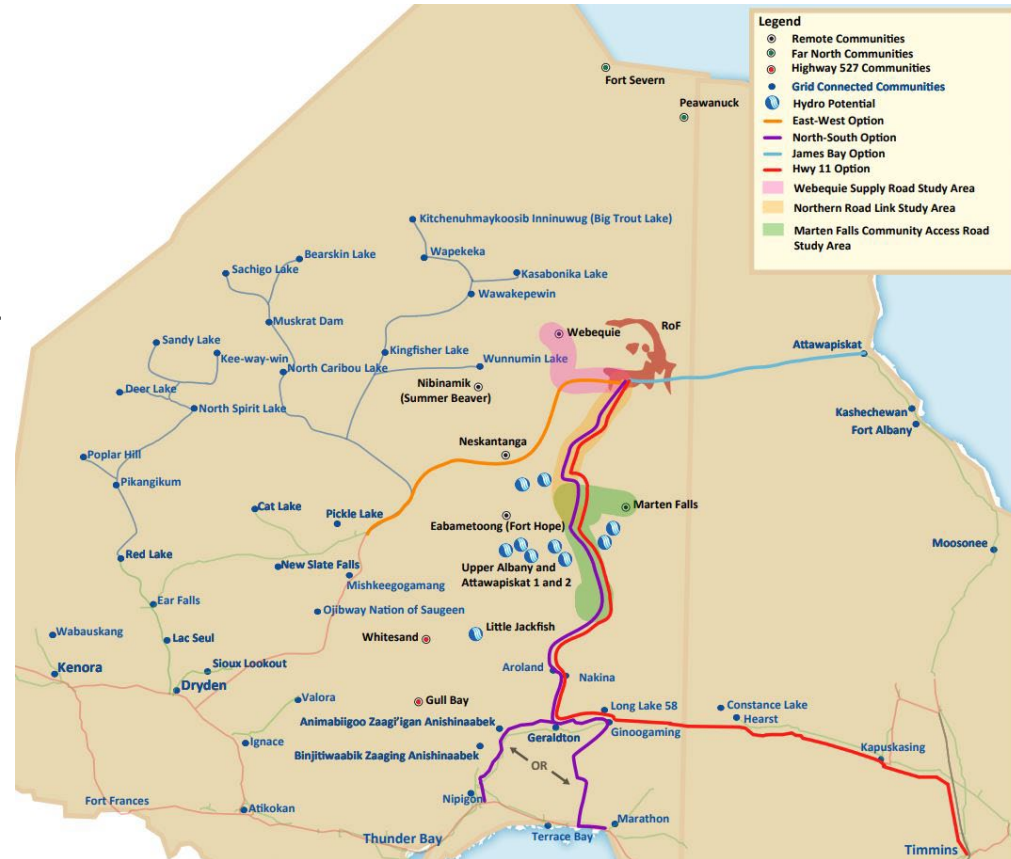 Legend
Remote Communities
Far North Communities
Highway 527 Communities
Grid Connected Communities
Hydro Potential
East-West Option
North-South Option
James Bay Option
Hwy 11 Option
Webequie Supply Road Study Area
Northern Road Link Study Area
Marten Falls Community Access Road
Study Area
Fort Severn
Peawanuck
Kitchenuhmaykoosib Inninuwug (Big Trout Lake)
Bearskin Lake
Wapekeka
Sachigo Lake
Kasabonika Lake
Wawakepewin
Muskrat Dam
Webequie
RoF
Sandy Lake
Attawapiskat
Kee-way-win
Kingfisher Lake
Wunnumin Lake
North Caribou Lake
Nibinamik
(Summer Beaver)
Deer Lake
North Spirit Lake
Kashechewan
Fort Albany
Neskantanga
Poplar Hill
Pikangikum
Cat Lake
Pickle Lake
Marten Falls
Eabametoong (Fort Hope)
Moosonee
Red Lake
New Slate Falls
Upper Albany and
Attawapiskat 1 and 2
Mishkeegogamang
Ear Falls
Ojibway Nation of Saugeen
Little Jackfish
Wabauskang
Lac Seul
Whitesand
Kenora
Sioux Lookout
Aroland
Nakina
Dryden
Valora
Gull Bay
Long Lake 58
Constance Lake
Hearst
Animabiigoo Zaagi'igan Anishinaabek
Ginoogaming
Geraldton
Ignace
Binjitiwaabik Zaaging Anishinaabek
Kapuskasing
OR
Nipigon
Fort Frances
Atikokan
Marathon
Terrace Bay
Thunder Bay
Timmins